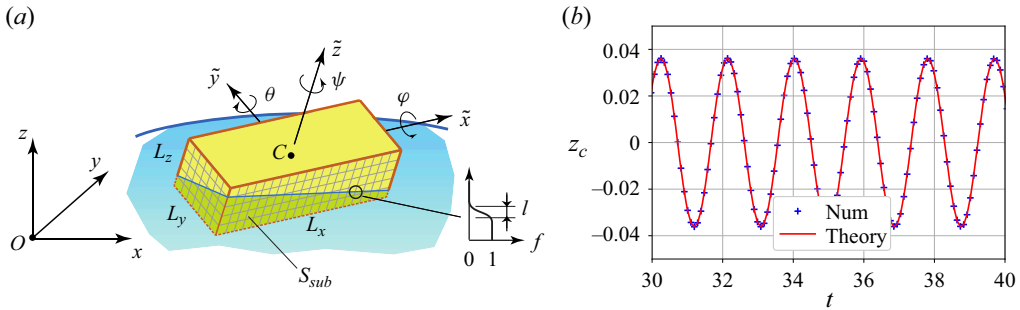 (a)
z̃
ỹ
θ
ψ
φ
x̃
z
y
L_z
C
O
x
L_y
L_x
S_sub
l
f
0 1
(b)
0.04
0.02
z_c
0
−0.02
−0.04
Num
Theory
30 32 34 36 38 40
t